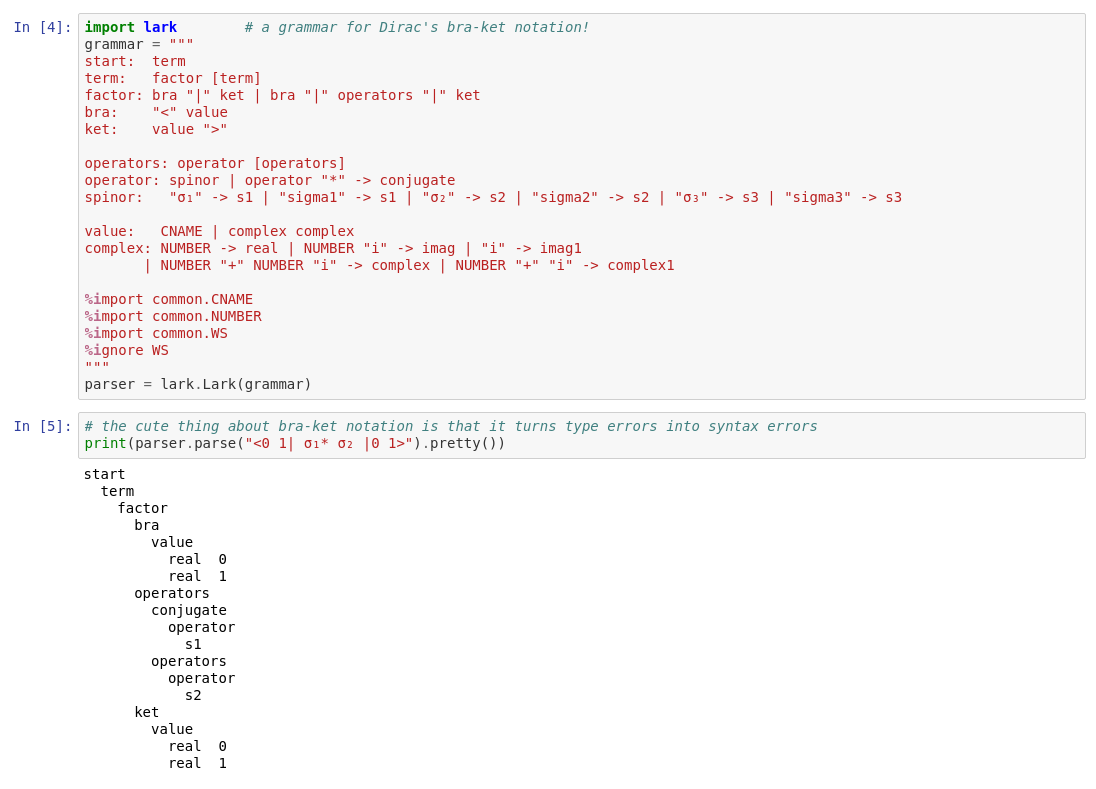 In [4]: import lark        # a grammar for Dirac's bra-ket notation!
grammar = """
start:  term
term:   factor [term]
factor: bra "|" ket | bra "|" operators "|" ket
bra:    "<" value
ket:    value ">"

operators: operator [operators]
operator: spinor | operator "*" -> conjugate
spinor:   "σ₁" -> s1 | "sigma1" -> s1 | "σ₂" -> s2 | "sigma2" -> s2 | "σ₃" -> s3 | "sigma3" -> s3

value:   CNAME | complex complex
complex: NUMBER -> real | NUMBER "i" -> imag | "i" -> imag1
       | NUMBER "+" NUMBER "i" -> complex | NUMBER "+" "i" -> complex1

%import common.CNAME
%import common.NUMBER
%import common.WS
%ignore WS
"""
parser = lark.Lark(grammar)
In [5]: # the cute thing about bra-ket notation is that it turns type errors into syntax errors
print(parser.parse("<0 1| σ₁* σ₂ |0 1>").pretty())
start
  term
    factor
      bra
        value
          real  0
          real  1
      operators
        conjugate
          operator
            s1
        operators
          operator
            s2
      ket
        value
          real  0
          real  1